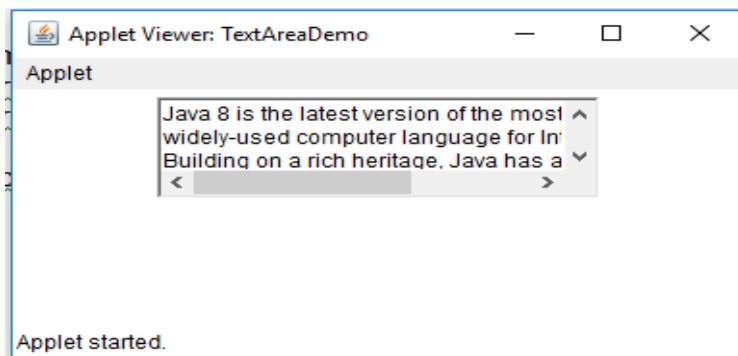 Applet Viewer: TextAreaDemo
Applet
Java 8 is the latest version of the most
widely-used computer language for
Building on a rich heritage, Java has a
Applet started.